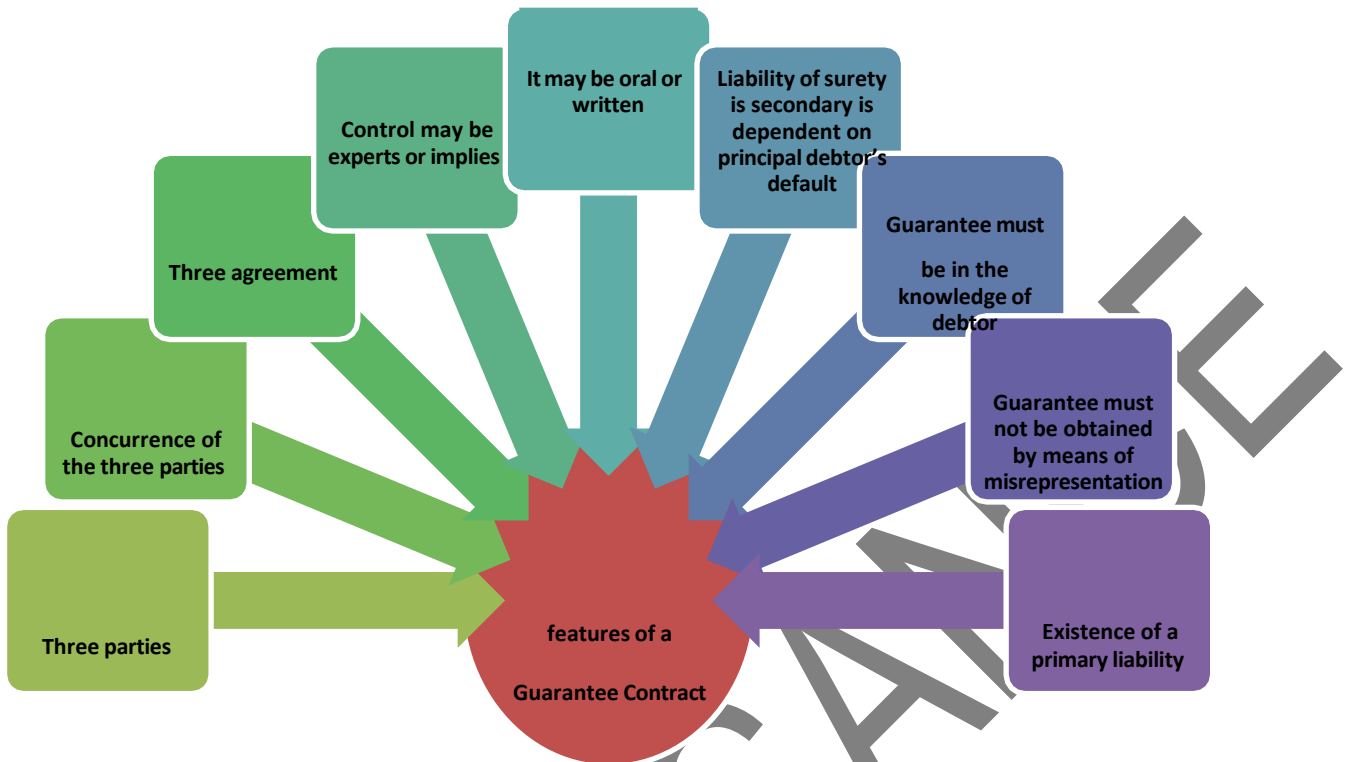 It may be oral or
written
Liability of surety
is secondary is
dependent on
principal debtor's
default
Control may be
experts or implies
Guarantee must
be in the
knowledge of
debtor
Three agreement
Guarantee must
not be obtained
by means of
misrepresentation
Concurrence of
the three parties
Existence of a
primary liability
Three parties
features of a
Guarantee Contract